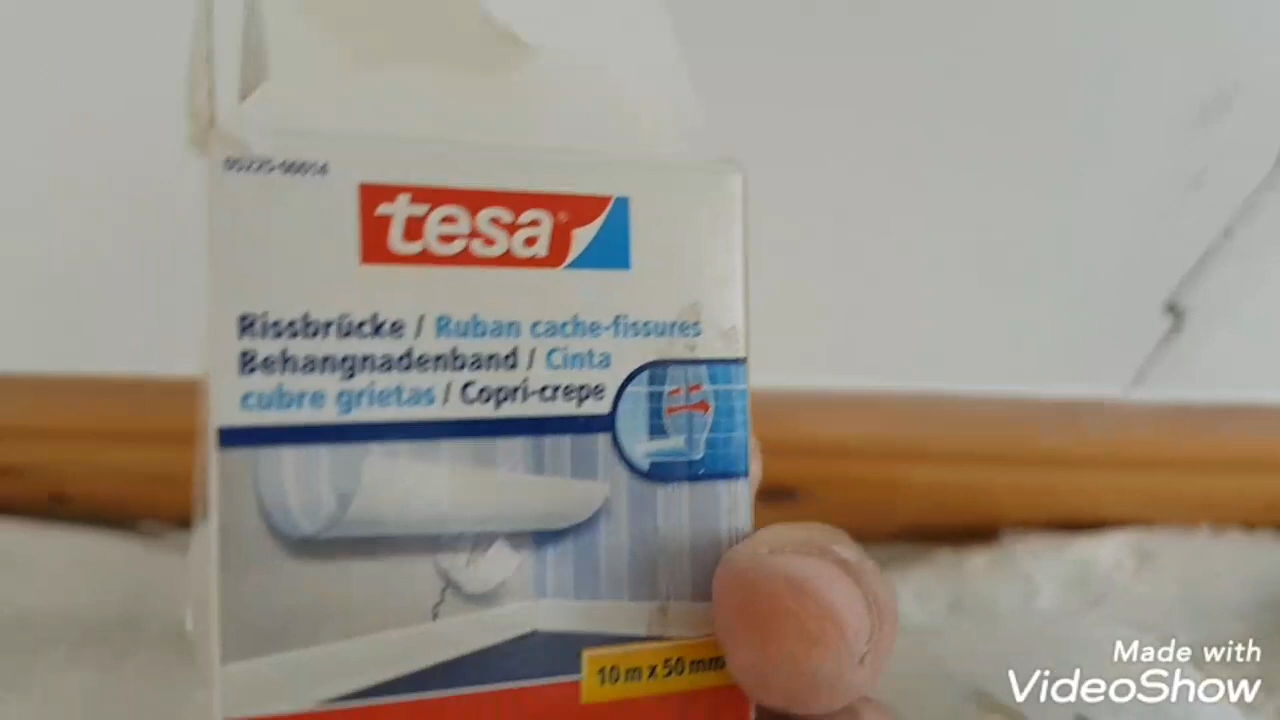 tesa
Rissbrücke / Ruban cache-fissures
Behangnadenband / Cinta
cubre grietas / Copri-crepe
10 m x 50 mm
Made with
VideoShow